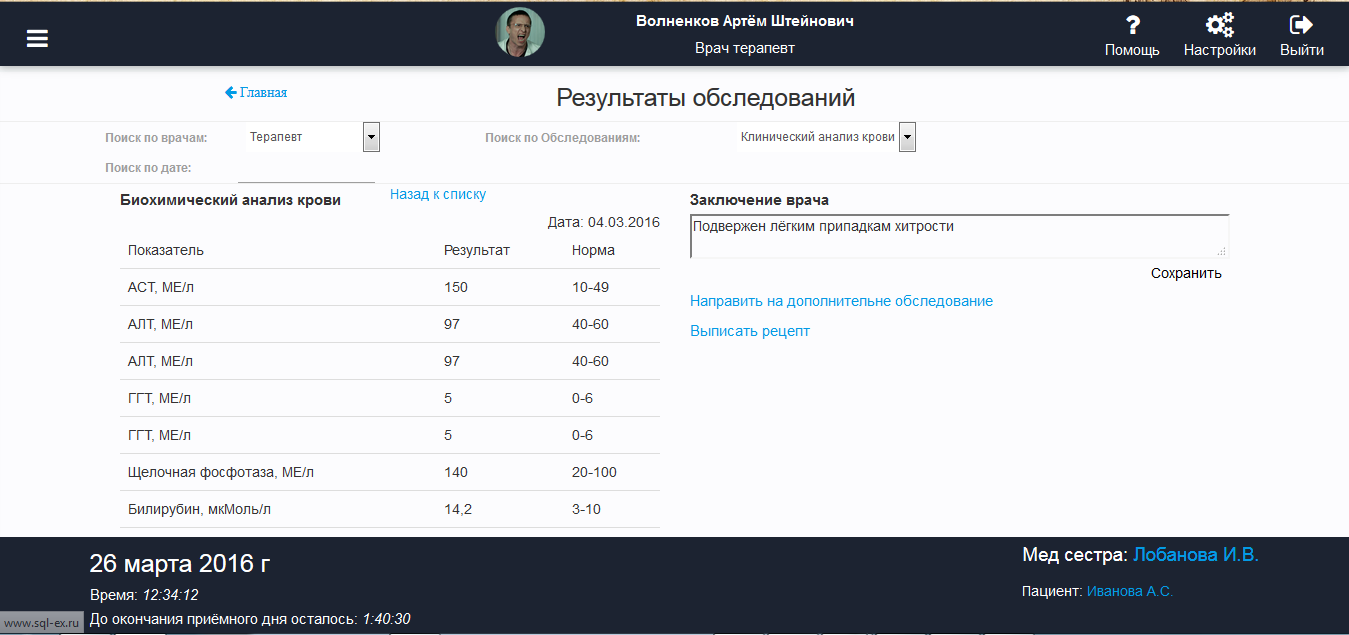 Волненков Артём Штейнович
Врач терапевт
Помощь
Настройки
Выйти
Главная
Результаты обследований
Поиск по врачам:
Терапевт
Поиск по Обследованиям:
Клинический анализ крови
Поиск по дате:
Биохимический анализ крови
Назад к списку
Дата: 04.03.2016
Показатель Результат Норма
АСТ, МЕ/л 150 10-49
АЛТ, МЕ/л 97 40-60
АЛТ, МЕ/л 97 40-60
ГГТ, МЕ/л 5 0-6
ГГТ, МЕ/л 5 0-6
Щелочная фосфотаза, МЕ/л 140 20-100
Билирубин, мкМоль/л 14,2 3-10
Заключение врача
Подвержен лёгким припадкам хитрости
Сохранить
Направить на дополнительне обследование
Выписать рецепт
26 марта 2016 г
Время: 12:34:12
До окончания приёмного дня осталось: 1:40:30
Мед сестра: Лобанова И.В.
Пациент: Иванова А.С.
www.sql-ex.ru